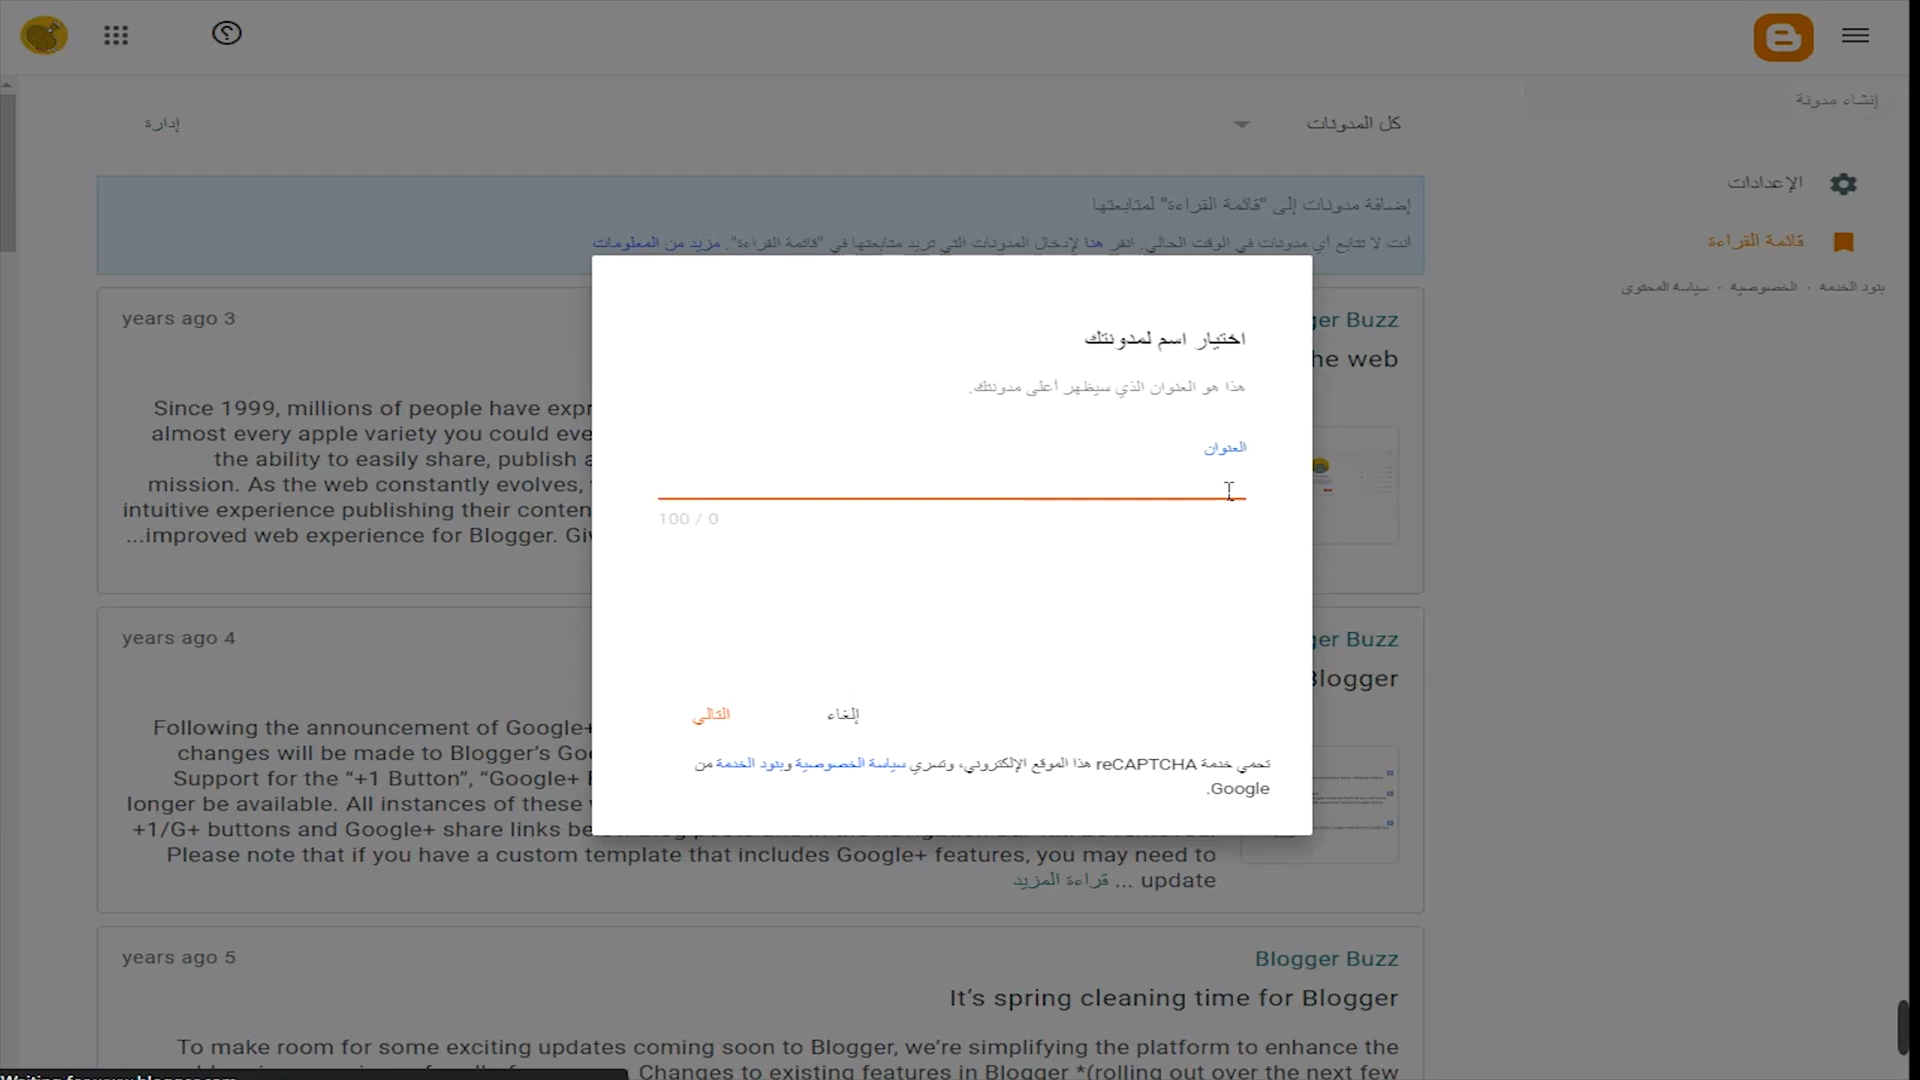 إنشاء مدونة
كل المدونات
إدارة
الإعدادات
قائمة القراءة
بنود الخدمة · الخصوصية · سياسة المحتوى
إضافة مدونات إلى "قائمة القراءة" لمتابعتها
أنت لا تتابع أي مدونات في الوقت الحالي. انقر هنا لإدخال المدونات التي تريد متابعتها في "قائمة القراءة". مزيد من المعلومات
اختيار اسم لمدونتك
هذا هو العنوان الذي سيظهر أعلى مدونتك.
العنوان
100 / 0
إلغاء
التالي
تحمي خدمة reCAPTCHA هذا الموقع الإلكتروني، وتسري سياسة الخصوصية وبنود الخدمة من
Google.
ger Buzz
years ago 3
he web
Since 1999, millions of people have expr
almost every apple variety you could eve
the ability to easily share, publish a
mission. As the web constantly evolves,
intuitive experience publishing their conten
...improved web experience for Blogger. Giv
ger Buzz
years ago 4
Blogger
Following the announcement of Google+
changes will be made to Blogger's Goo
Support for the "+1 Button", "Google+
longer be available. All instances of these
+1/G+ buttons and Google+ share links be
Please note that if you have a custom template that includes Google+ features, you may need to
update ... قراءة المزيد
Blogger Buzz
years ago 5
It's spring cleaning time for Blogger
To make room for some exciting updates coming soon to Blogger, we're simplifying the platform to enhance the
Changes to existing features in Blogger *(rolling out over the next few